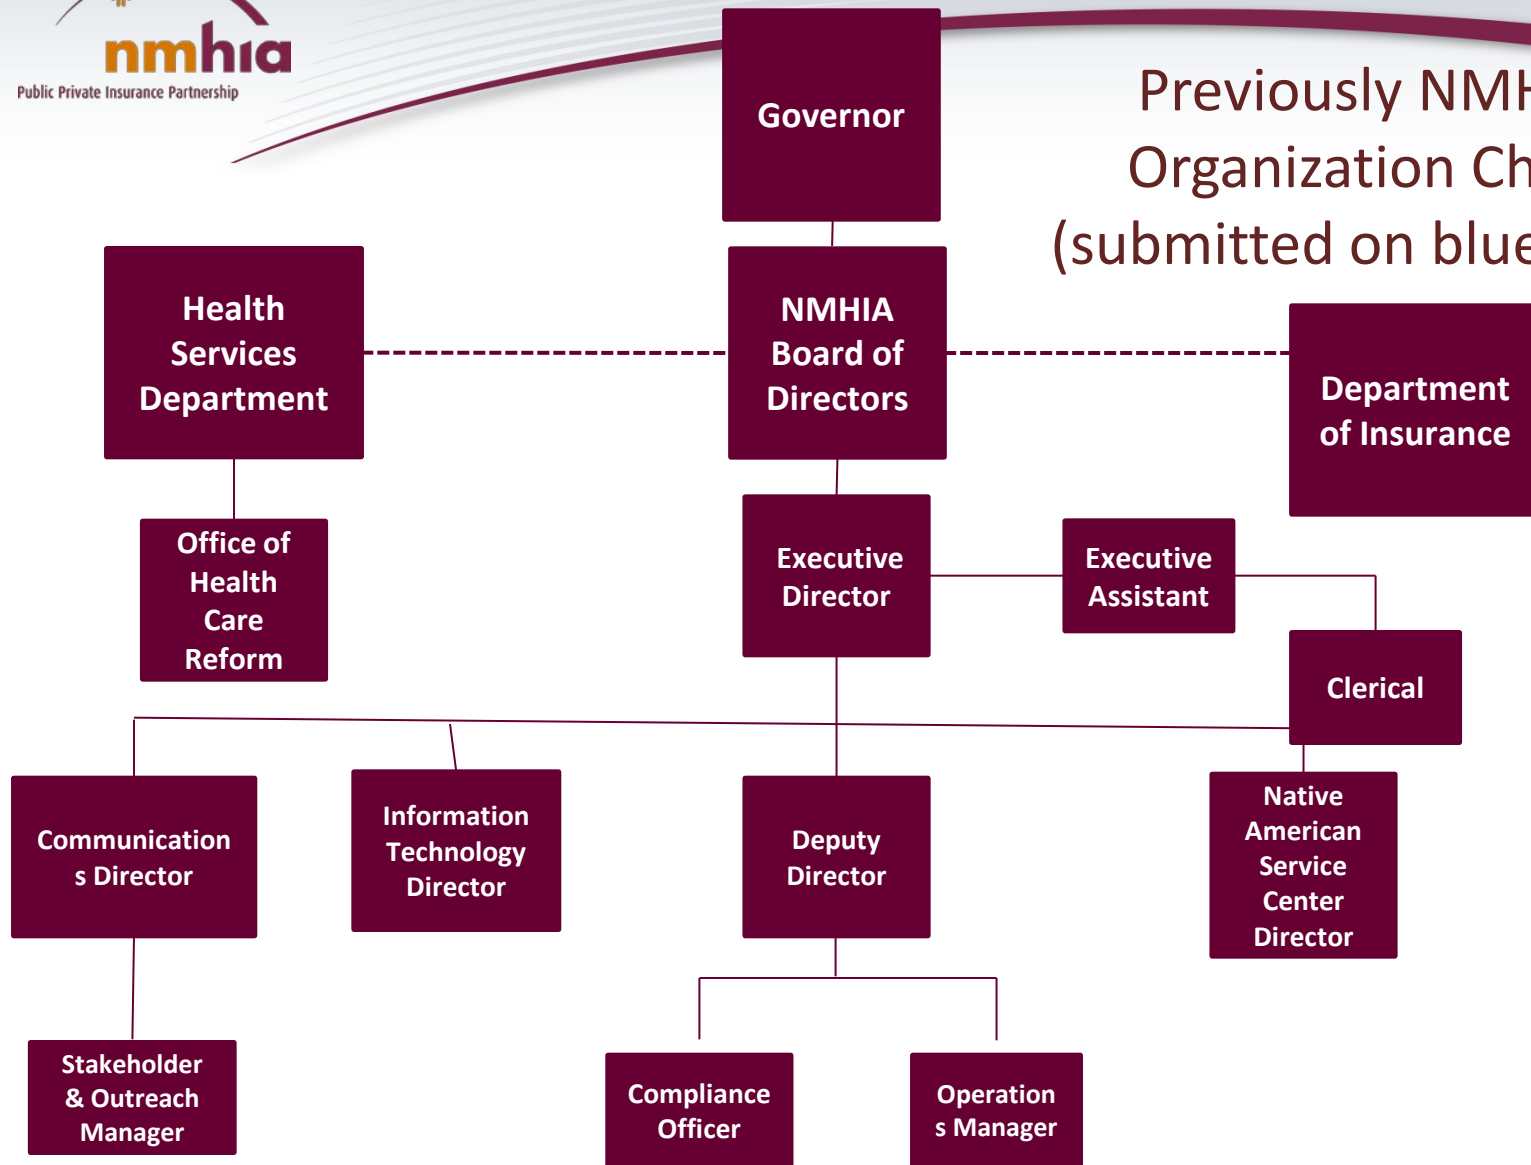 nmhia
Public Private Insurance Partnership
Previously NMH
Organization Ch
(submitted on blue
Governor
Health
Services
Department
NMHIA
Board of
Directors
Department
of Insurance
Office of
Health
Care
Reform
Executive
Director
Executive
Assistant
Clerical
Communication
s Director
Information
Technology
Director
Deputy
Director
Native
American
Service
Center
Director
Stakeholder
& Outreach
Manager
Compliance
Officer
Operation
s Manager